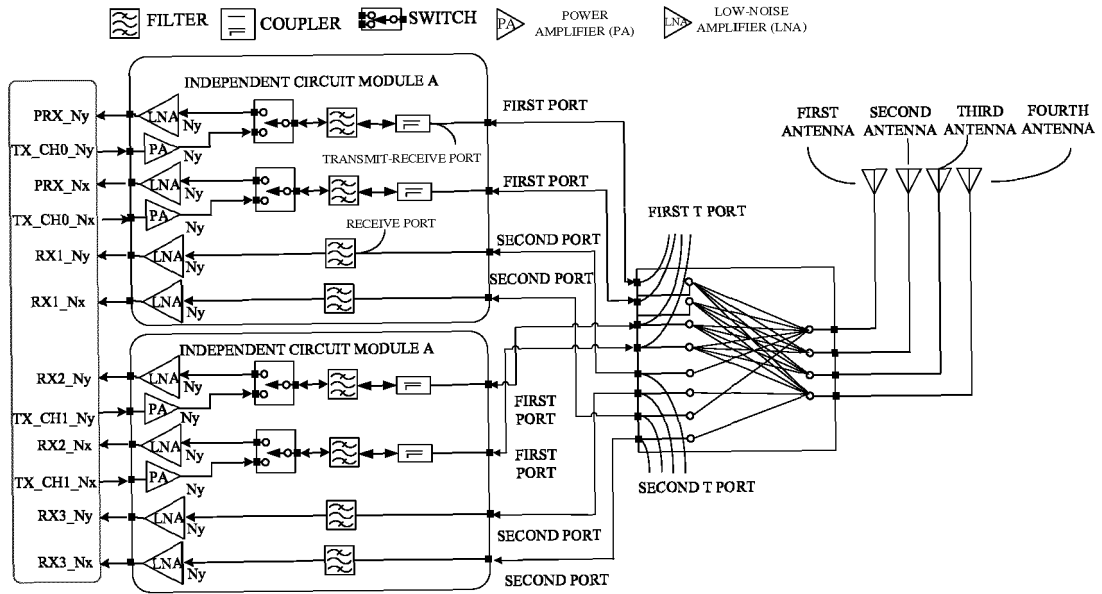 FILTER
COUPLER
SWITCH
PA
POWER
AMPLIFIER (PA)
LNA
LOW-NOISE
AMPLIFIER (LNA)
INDEPENDENT CIRCUIT MODULE A
PRX_Ny
LNA
Ny
FIRST PORT
TX_CH0_Ny
PA
Ny
TRANSMIT-RECEIVE PORT
PRX_Nx
LNA
Ny
FIRST PORT
TX_CH0_Nx
PA
Ny
RECEIVE PORT
RX1_Ny
LNA
Ny
SECOND PORT
SECOND PORT
RX1_Nx
LNA
Ny
INDEPENDENT CIRCUIT MODULE A
RX2_Ny
LNA
Ny
FIRST
PORT
TX_CH1_Ny
PA
Ny
RX2_Nx
LNA
Ny
FIRST
PORT
TX_CH1_Nx
PA
Ny
RX3_Ny
LNA
Ny
SECOND PORT
RX3_Nx
LNA
Ny
SECOND PORT
FIRST T PORT
SECOND T PORT
FIRST
ANTENNA
SECOND
ANTENNA
THIRD
ANTENNA
FOURTH
ANTENNA